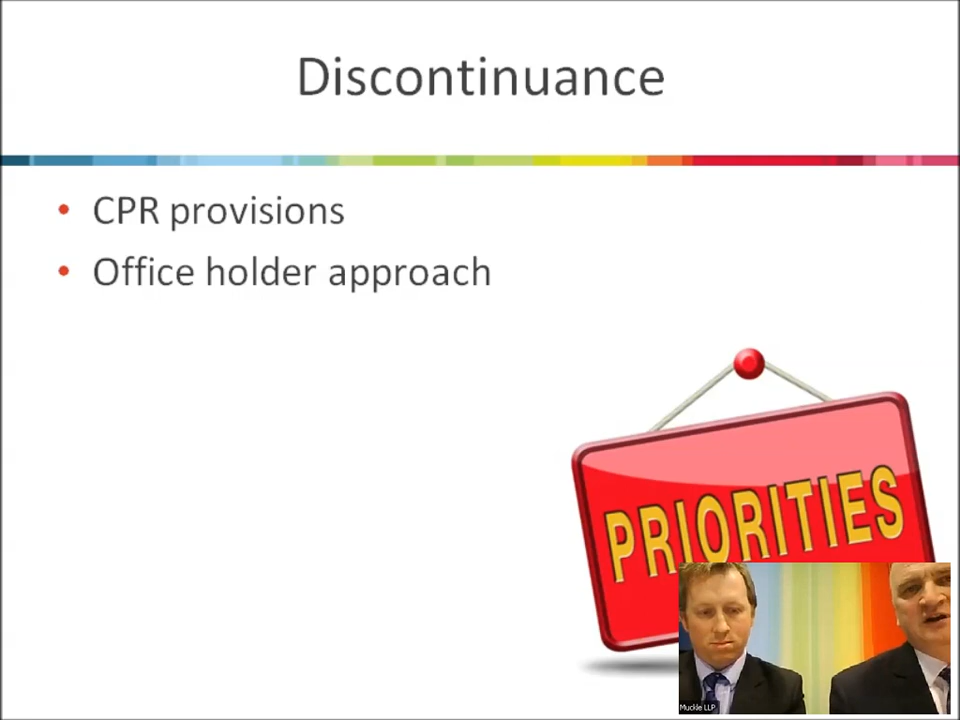 Discontinuance
• CPR provisions
• Office holder approach
PRIORITIES
Muckle LLP